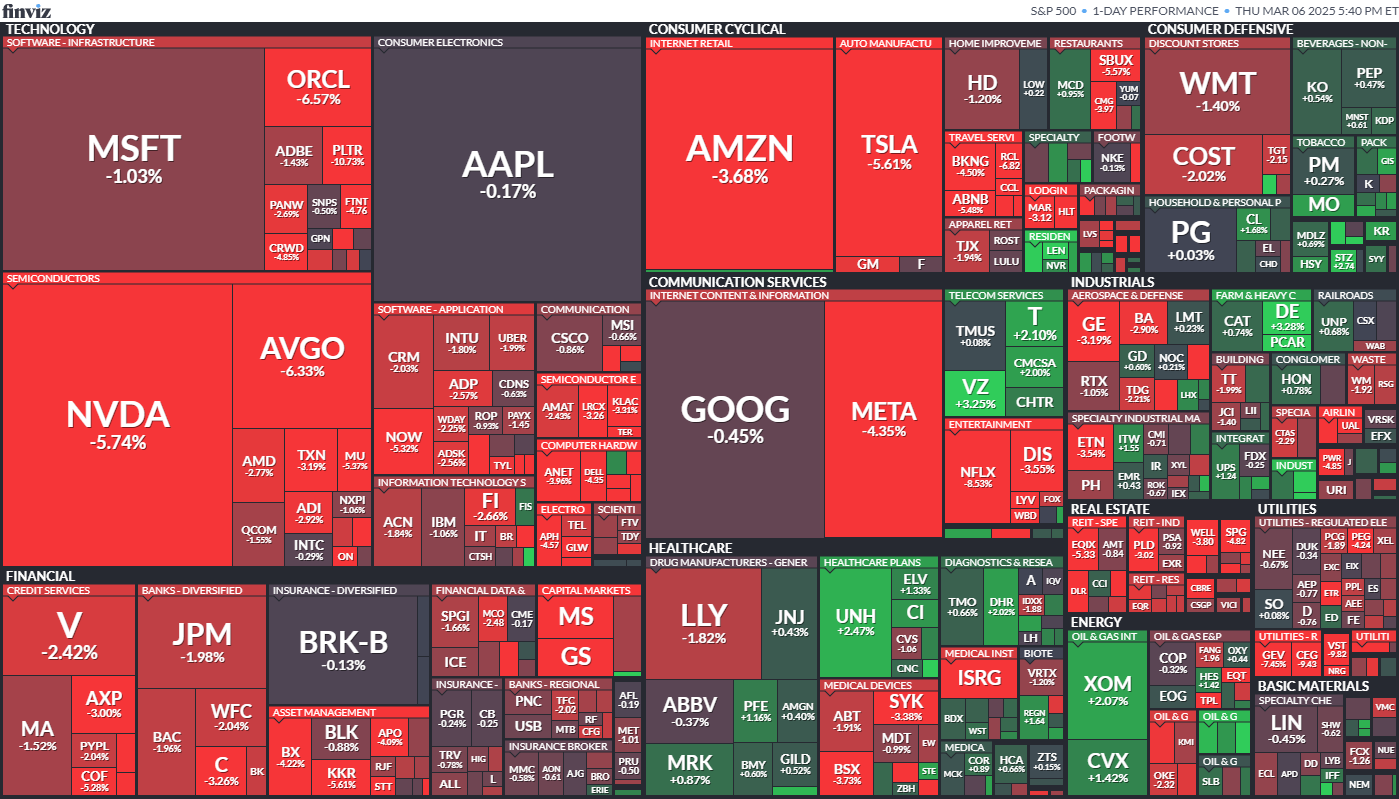 finviz
S&P 500 • 1-DAY PERFORMANCE • THU MAR 06 2025 5:40 PM ET
TECHNOLOGY
SOFTWARE - INFRASTRUCTURE
MSFT
-1.03%
ORCL
-6.57%
ADBE
-1.43%
PLTR
-10.73%
PANW
-2.69%
SNPS
-0.50%
FTNT
-4.76
CRWD
-4.85%
GPN
CONSUMER ELECTRONICS
AAPL
-0.17%
SEMICONDUCTORS
NVDA
-5.74%
AVGO
-6.33%
AMD
-2.77%
TXN
-3.19%
MU
-5.37%
QCOM
-1.55%
ADI
-2.92%
NXPI
-1.06%
INTC
-0.29%
ON
SOFTWARE - APPLICATION
CRM
-2.03%
INTU
-1.80%
UBER
-1.99%
ADP
-2.57%
CDNS
-0.63%
NOW
-5.32%
WDAY
-2.25%
ROP
-0.93%
PAYX
-1.45
ADSK
-2.56%
TYL
COMMUNICATION
CSCO
-0.86%
MSI
-0.66%
SEMICONDUCTOR E
AMAT
-2.43%
LRCX
-3.26
KLAC
-3.31%
TER
COMPUTER HARDW
ANET
-3.96%
DELL
-4.35
INFORMATION TECHNOLOGY S
ACN
-1.84%
IBM
-1.06%
FI
-2.66%
FIS
IT
BR
CTSH
ELECTRO
APH
-4.57
TEL
GLW
SCIENTI
FTV
TDY
CONSUMER CYCLICAL
INTERNET RETAIL
AMZN
-3.68%
AUTO MANUFACTU
TSLA
-5.61%
GM
F
HOME IMPROVEME
HD
-1.20%
LOW
+0.22
RESTAURANTS
MCD
+0.95%
SBUX
-5.57%
CMG
-3.97
YUM
-0.07
TRAVEL SERVI
BKNG
-4.50%
RCL
-6.82
CCL
ABNB
-5.48%
SPECIALTY
FOOTW
NKE
-0.13%
LODGIN
MAR
-3.12
HLT
PACKAGIN
APPAREL RET
TJX
-1.94%
ROST
LULU
RESIDEN
LEN
NVR
LVS
CONSUMER DEFENSIVE
DISCOUNT STORES
WMT
-1.40%
COST
-2.02%
TGT
-2.15
BEVERAGES - NON-
KO
+0.54%
PEP
+0.47%
MNST
+0.61
KDP
TOBACCO
PM
+0.27%
MO
PACK
GIS
K
HOUSEHOLD & PERSONAL P
PG
+0.03%
CL
+1.68%
EL
CHD
MDLZ
+0.69%
HSY
STZ
+2.74
KR
SYY
COMMUNICATION SERVICES
INTERNET CONTENT & INFORMATION
GOOG
-0.45%
META
-4.35%
TELECOM SERVICES
TMUS
+0.08%
T
+2.10%
VZ
+3.25%
CMCSA
+2.00%
CHTR
ENTERTAINMENT
NFLX
-8.53%
DIS
-3.55%
LYV
FOX
WBD
INDUSTRIALS
AEROSPACE & DEFENSE
GE
-3.19%
BA
-2.90%
LMT
+0.23%
RTX
-1.05%
GD
+0.60%
NOC
+0.21%
TDG
-2.21%
LHX
FARM & HEAVY C
CAT
+0.74%
DE
+3.28%
PCAR
RAILROADS
UNP
+0.68%
CSX
WAB
BUILDING
TT
-1.99%
JCI
-1.40
LII
CONGLOMER
HON
+0.78%
WASTE
WM
-1.92
RSG
SPECIALTY INDUSTRIAL MA
ETN
-3.54%
ITW
+1.55
CMI
-0.71
PH
EMR
+0.43
IR
XYL
ROK
-0.67
IEX
INTEGRAT
UPS
+1.24
FDX
-0.25
SPECIA
CTAS
-2.29
AIRLIN
UAL
VRSK
EFX
INDUST
PWR
-4.85
J
URI
FINANCIAL
CREDIT SERVICES
V
-2.42%
MA
-1.52%
AXP
-3.00%
PYPL
-2.04%
COF
-5.28%
BANKS - DIVERSIFIED
JPM
-1.98%
BAC
-1.96%
WFC
-2.04%
C
-3.26%
BK
INSURANCE - DIVERSIFIED
BRK-B
-0.13%
ASSET MANAGEMENT
BX
-4.22%
BLK
-0.88%
APO
-4.09%
KKR
-5.61%
RJF
STT
FINANCIAL DATA &
SPGI
-1.66%
MCO
-2.48
CME
-0.17
ICE
CAPITAL MARKETS
MS
GS
INSURANCE -
PGR
-0.24%
CB
-0.25
TRV
-0.78%
HIG
ALL
L
BANKS - REGIONAL
PNC
TFC
-2.02
USB
MTB
RF
CFG
INSURANCE BROKER
MMC
-0.58%
AON
-0.61
AJG
BRO
ERIE
AFL
-0.19
MET
-1.01
PRU
-0.50
HEALTHCARE
DRUG MANUFACTURERS - GENER
LLY
-1.82%
JNJ
+0.43%
ABBV
-0.37%
PFE
+1.16%
AMGN
+0.40%
MRK
+0.87%
BMY
+0.60%
GILD
+0.52%
HEALTHCARE PLANS
UNH
+2.47%
ELV
+1.33%
CI
CVS
-1.06
CNC
MEDICAL DEVICES
ABT
-1.91%
SYK
-3.38%
MDT
-0.99%
EW
BSX
-3.73%
STE
ZBH
DIAGNOSTICS & RESEA
TMO
+0.66%
DHR
+2.02%
A
IQV
IDXX
-1.88
LH
MEDICAL INST
ISRG
BDX
WST
BIOTE
VRTX
-1.20%
REGN
+1.64
MEDICA
MCK
COR
+0.89
HCA
+0.66%
ZTS
+0.15%
REAL ESTATE
REIT - SPE
EQIX
-5.33
AMT
-0.84
DLR
CCI
REIT - IND
PLD
-3.02
PSA
-0.92
EXR
REIT - RES
EQR
WELL
-3.80
SPG
-4.82
CBRE
CSGP
VICI
UTILITIES
UTILITIES - REGULATED ELE
NEE
-0.67%
DUK
-0.34
PCG
-1.89
PEG
-4.24
XEL
SO
+0.08%
AEP
-0.77
EXC
EIX
ETR
PPL
ES
D
-0.76
ED
AEE
FE
UTILITIES - R
GEV
-7.45%
CEG
-9.43
VST
-9.82
NRG
UTILITI
ENERGY
OIL & GAS INT
XOM
+2.07%
CVX
+1.42%
OIL & GAS E&P
COP
-0.32%
FANG
-1.96
OXY
+0.44
EOG
HES
+1.42
EQT
TPL
OIL & G
KMI
OKE
-2.32
OIL & G
OIL & G
SLB
BASIC MATERIALS
SPECIALTY CHE
LIN
-0.45%
SHW
-0.62
ECL
APD
DD
LYB
IFF
VMC
FCX
-1.26
NUE
NEM